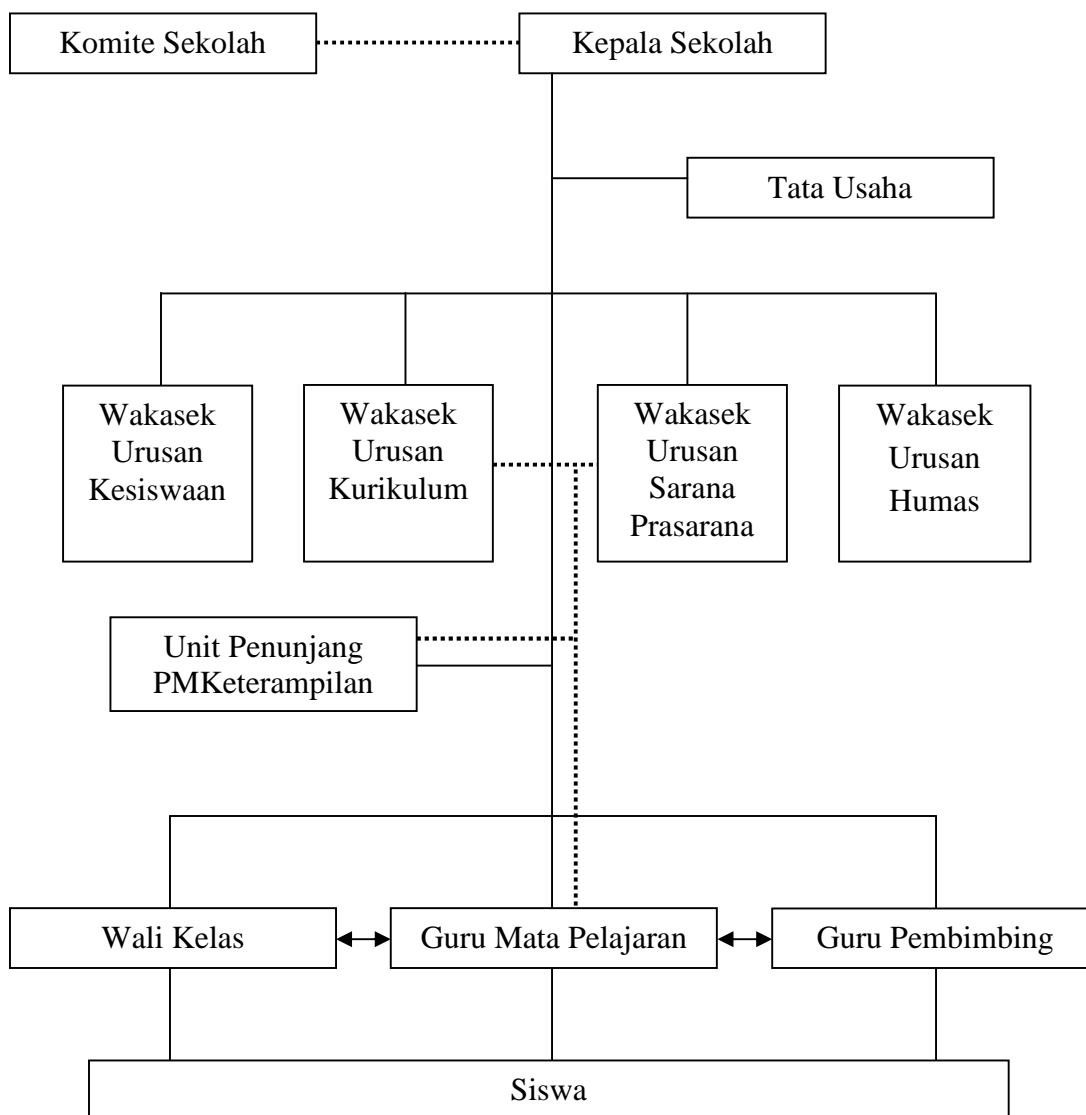 Komite Sekolah
Kepala Sekolah
Tata Usaha
Wakasek
Urusan
Kesiswaan
Wakasek
Urusan
Kurikulum
Wakasek
Urusan
Sarana
Prasarana
Wakasek
Urusan
Humas
Unit Penunjang
PMKeterampilan
Wali Kelas
Guru Mata Pelajaran
Guru Pembimbing
Siswa